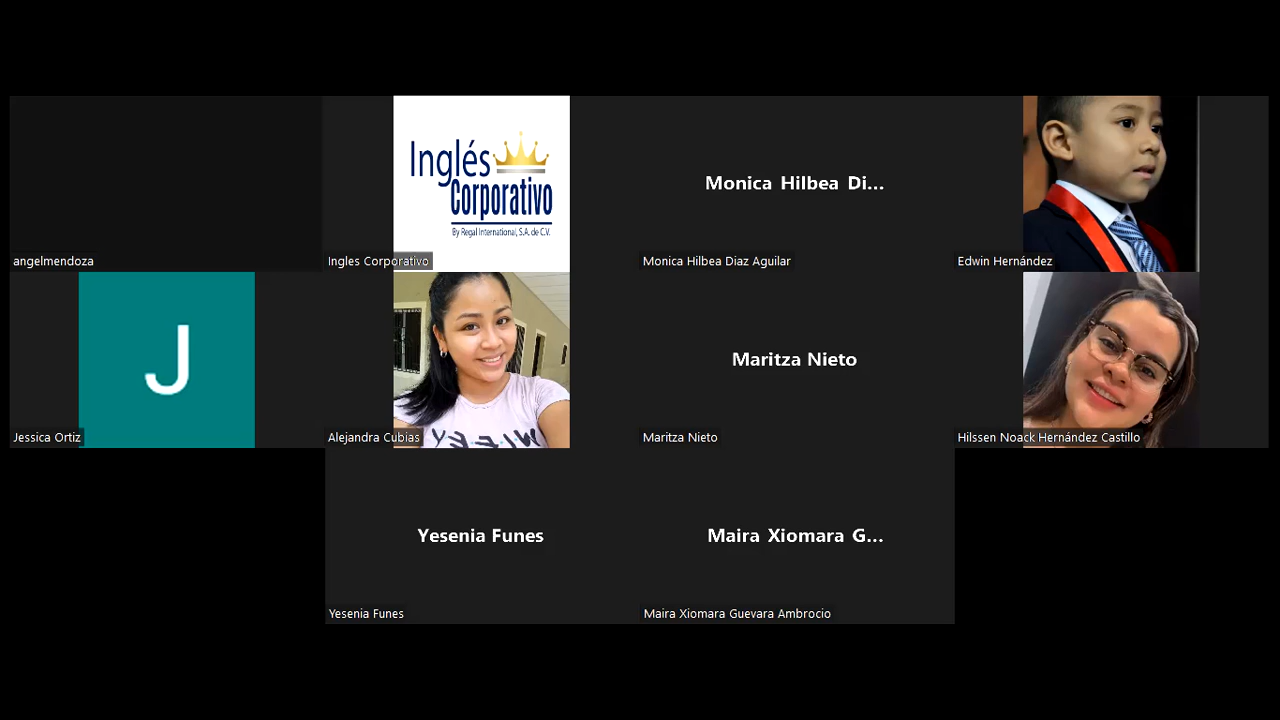 Inglés
Corporativo
By Regal International, S.A. de C.V.
Monica Hilbea Di...
angelmendoza
Ingles Corporativo
Monica Hilbea Diaz Aguilar
Edwin Hernández
J
Maritza Nieto
Jessica Ortiz
Alejandra Cubias
Maritza Nieto
Hilssen Noack Hernández Castillo
Yesenia Funes
Maira Xiomara G...
Yesenia Funes
Maira Xiomara Guevara Ambrocio